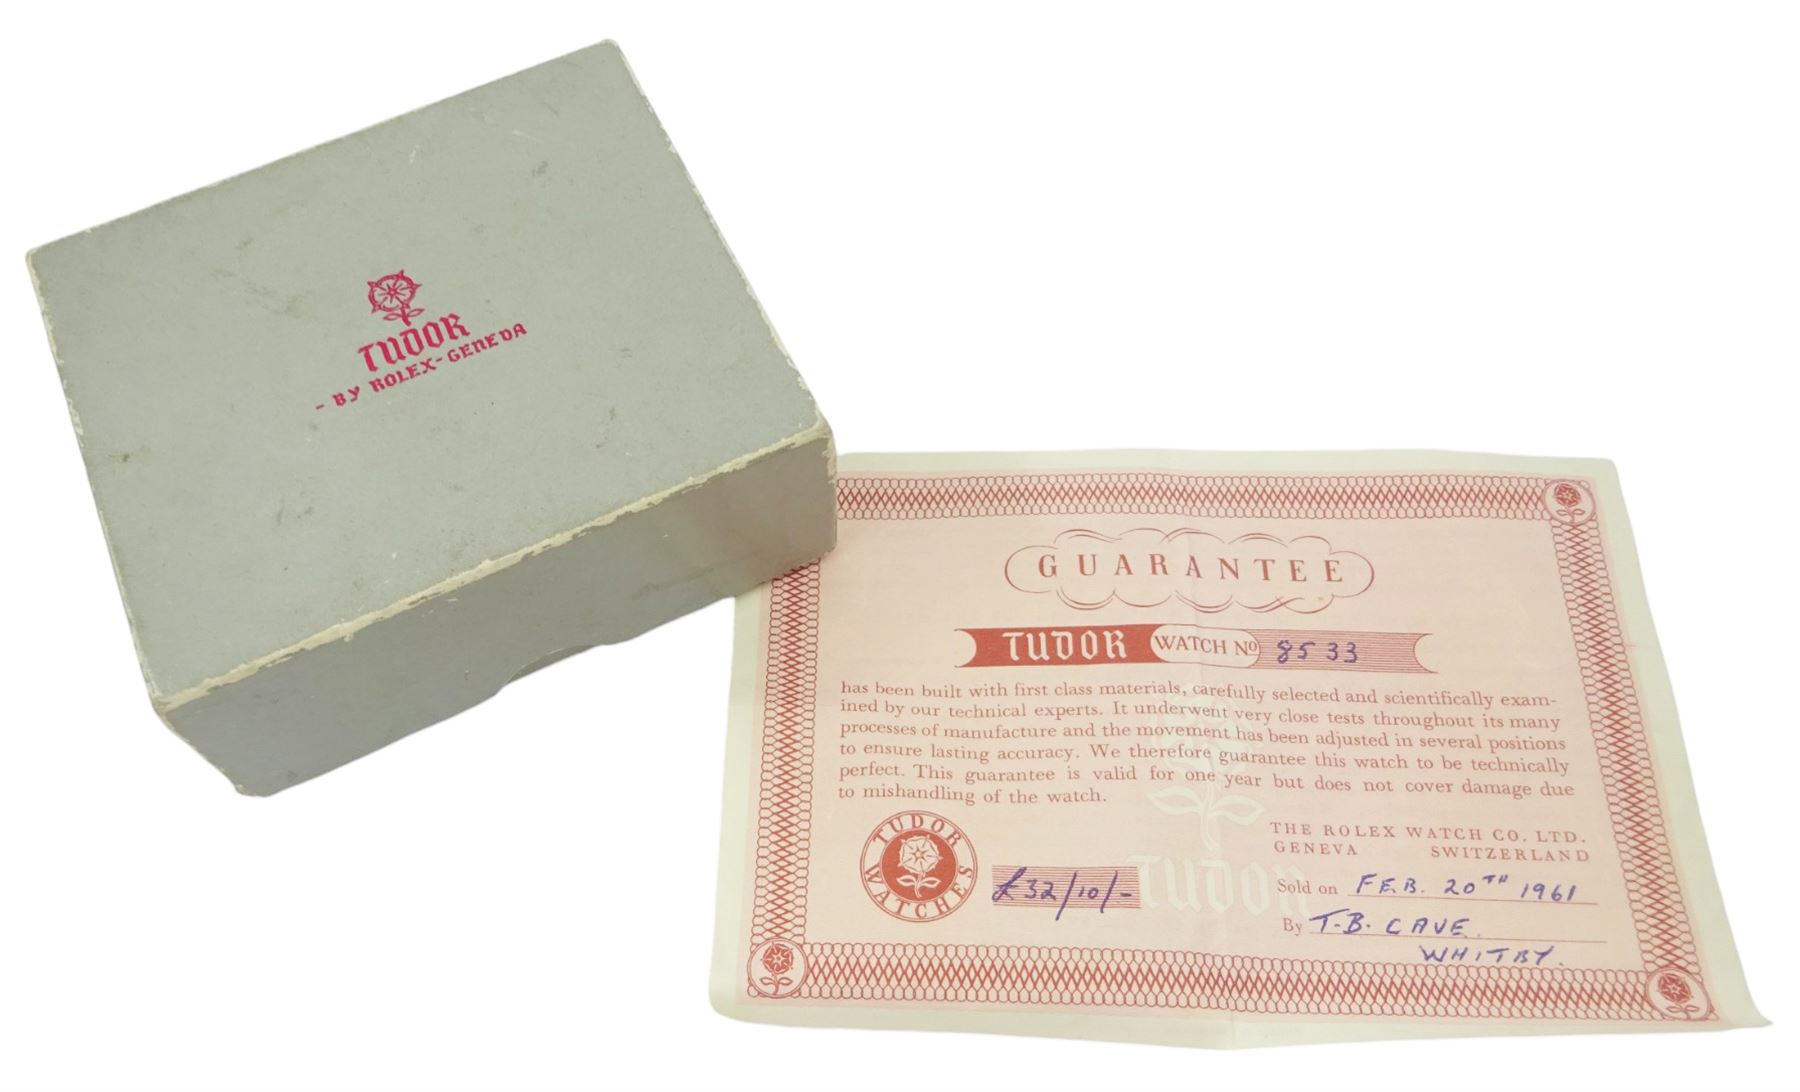 TUDOR
- BY ROLEX-GENEVA
GUARANTEE
TUDOR WATCH No 8533
has been built with first class materials, carefully selected and scientifically exam-
ined by our technical experts. It underwent very close tests throughout its many
processes of manufacture and the movement has been adjusted in several positions
to ensure lasting accuracy. We therefore guarantee this watch to be technically
perfect. This guarantee is valid for one year but does not cover damage due
to mishandling of the watch.
TUDOR WATCHES
£32/10/-
TUDOR
THE ROLEX WATCH CO. LTD.
GENEVA SWITZERLAND
Sold on FEB. 20TH 1961
By T.B. CAVE.
WHITBY.